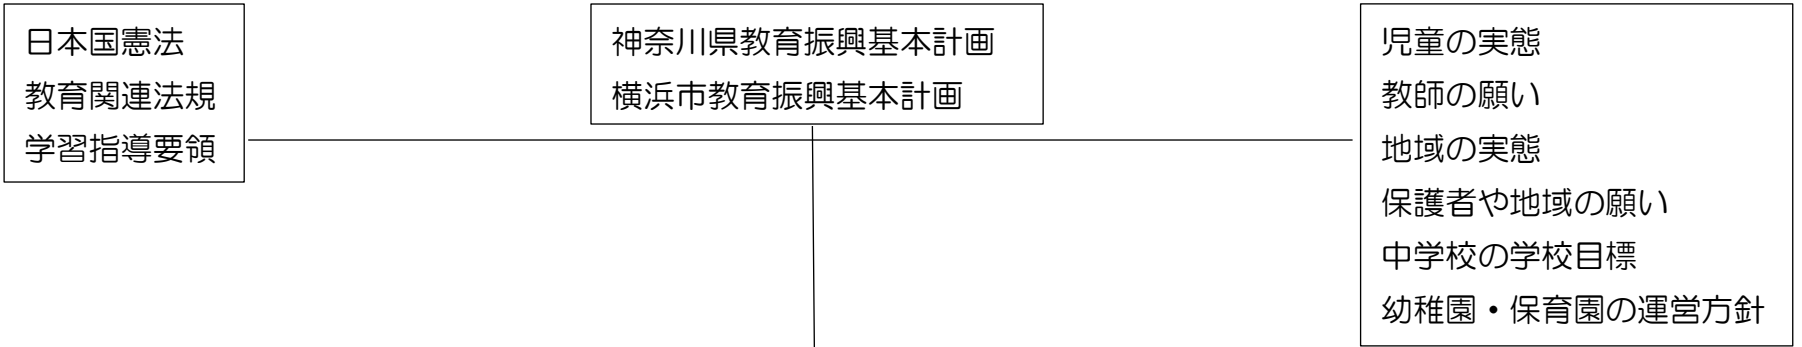 日本国憲法
教育関連法規
学習指導要領
神奈川県教育振興基本計画
横浜市教育振興基本計画
児童の実態
教師の願い
地域の実態
保護者や地域の願い
中学校の学校目標
幼稚園・保育園の運営方針